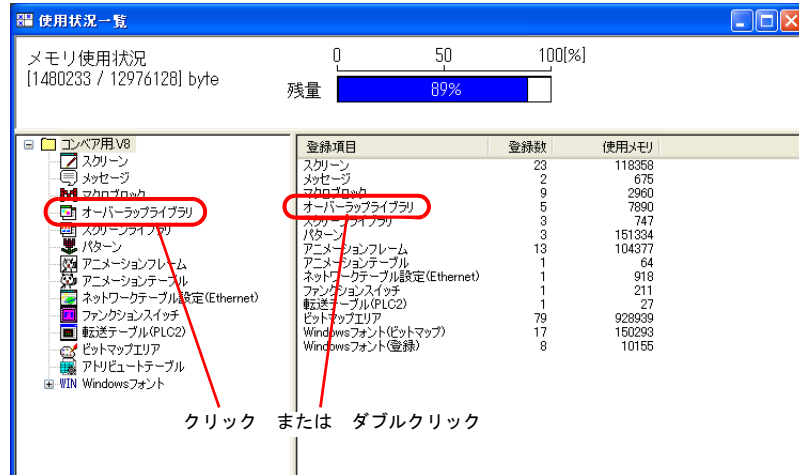 使用状況一覧
メモリ使用状況
[1480233 / 12976128] byte
0 50 100[%]
残量 89%
コンベア用.V8
スクリーン
メッセージ
マクロブロック
オーバーラップライブラリ
スクリーンライブラリ
パターン
アニメーションフレーム
アニメーションテーブル
ネットワークテーブル設定(Ethernet)
ファンクションスイッチ
転送テーブル(PLC2)
ビットマップエリア
アトリビュートテーブル
WIN Windowsフォント
登録項目 登録数 使用メモリ
スクリーン 23 118358
メッセージ 2 675
マクロブロック 9 2960
オーバーラップライブラリ 5 7890
スクリーンライブラリ 3 747
パターン 3 151334
アニメーションフレーム 13 104377
アニメーションテーブル 1 64
ネットワークテーブル設定(Ethernet) 1 918
ファンクションスイッチ 1 211
転送テーブル(PLC2) 1 27
ビットマップエリア 79 928939
Windowsフォント(ビットマップ) 17 150293
Windowsフォント(登録) 8 10155
クリック または ダブルクリック